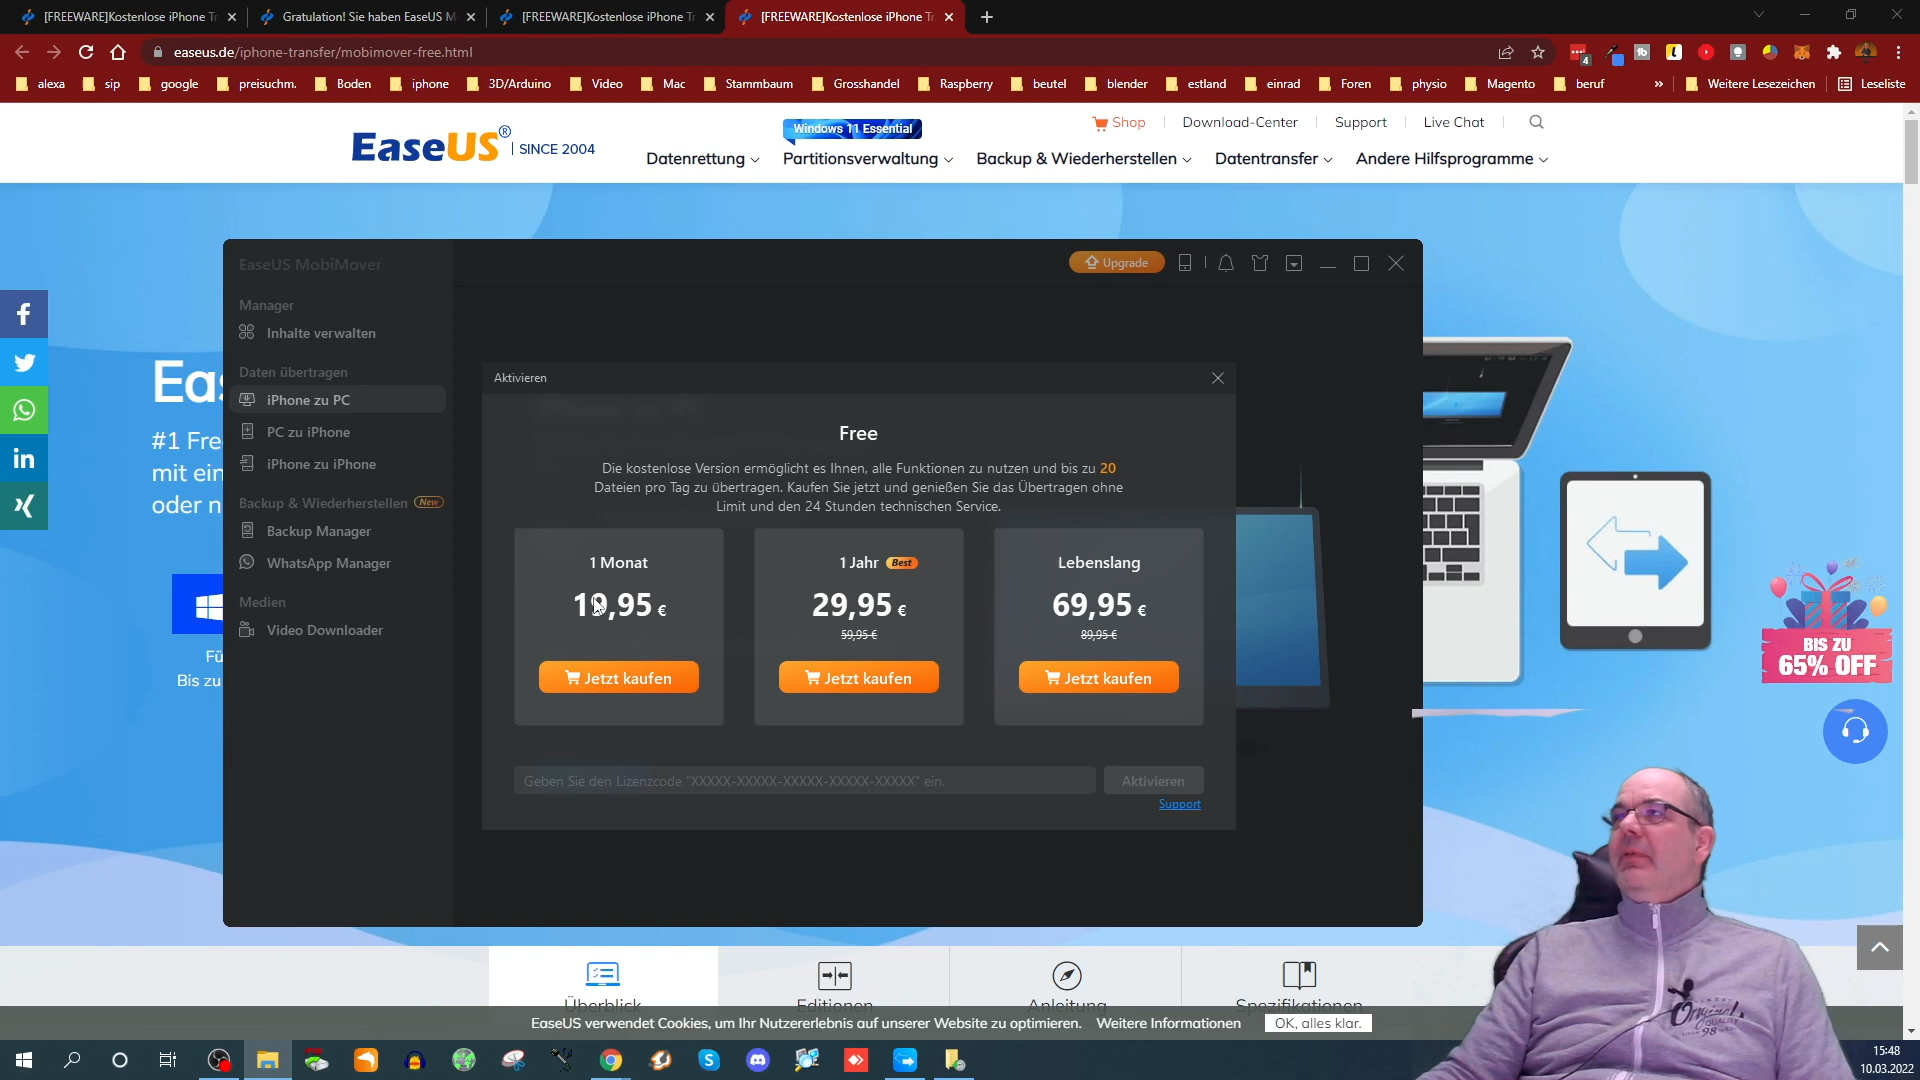 [FREEWARE]Kostenlose iPhone Tr
Gratulation! Sie haben EaseUS M
[FREEWARE]Kostenlose iPhone Tr
[FREEWARE]Kostenlose iPhone Tr
easeus.de/iphone-transfer/mobimover-free.html
4
alexa
sip
google
preisuchm.
Boden
iphone
3D/Arduino
Video
Mac
Stammbaum
Grosshandel
Raspberry
beutel
blender
estland
einrad
Foren
physio
Magento
beruf
»
Weitere Lesezeichen
Leseliste
EaseUS® | SINCE 2004
Windows 11 Essential
Shop
Download-Center
Support
Live Chat
Datenrettung
Partitionsverwaltung
Backup & Wiederherstellen
Datentransfer
Andere Hilfsprogramme
Eas
#1 Fre
mit ein
oder n
Fü
Bis zu
EaseUS MobiMover
Upgrade
Manager
Inhalte verwalten
Daten übertragen
iPhone zu PC
PC zu iPhone
iPhone zu iPhone
Backup & Wiederherstellen New
Backup Manager
WhatsApp Manager
Medien
Video Downloader
Aktivieren
Free
Die kostenlose Version ermöglicht es Ihnen, alle Funktionen zu nutzen und bis zu 20
Dateien pro Tag zu übertragen. Kaufen Sie jetzt und genießen Sie das Übertragen ohne
Limit und den 24 Stunden technischen Service.
1 Monat
19,95 €
Jetzt kaufen
1 Jahr Best
29,95 €
59,95 €
Jetzt kaufen
Lebenslang
69,95 €
89,95 €
Jetzt kaufen
Geben Sie den Lizenzcode "XXXXX-XXXXX-XXXXX-XXXXX-XXXXX" ein.
Aktivieren
Support
BIS ZU
65% OFF
Überblick
Editionen
Anleitung
Spezifikationen
EaseUS verwendet Cookies, um Ihr Nutzererlebnis auf unserer Website zu optimieren.
Weitere Informationen
OK, alles klar.
Original
98
15:48
10.03.2022